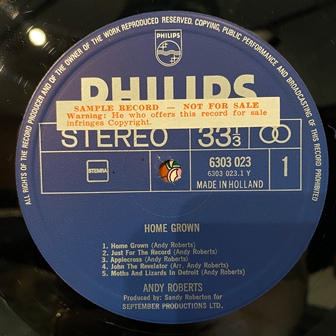 ALL RIGHTS OF THE RECORD PRODUCER AND OF THE OWNER OF THE WORK REPRODUCED RESERVED. COPYING, PUBLIC PERFORMANCE AND BROADCASTING OF THIS RECORD PROHIBITED
PHILIPS
PHILIPS
SAMPLE RECORD — NOT FOR SALE
Warning: He who offers this record for sale
infringes Copyright.
STEREO 33 1/3
STEMRA
6303 023
6303 023.1 Y
MADE IN HOLLAND
1
HOME GROWN
1. Home Grown (Andy Roberts)
2. Just For The Record (Andy Roberts)
3. Applecross (Andy Roberts)
4. John The Revelator (Arr. Andy Roberts)
5. Moths And Lizards In Detroit (Andy Roberts)
ANDY ROBERTS
Produced by: Sandy Roberton for
SEPTEMBER PRODUCTIONS LTD.